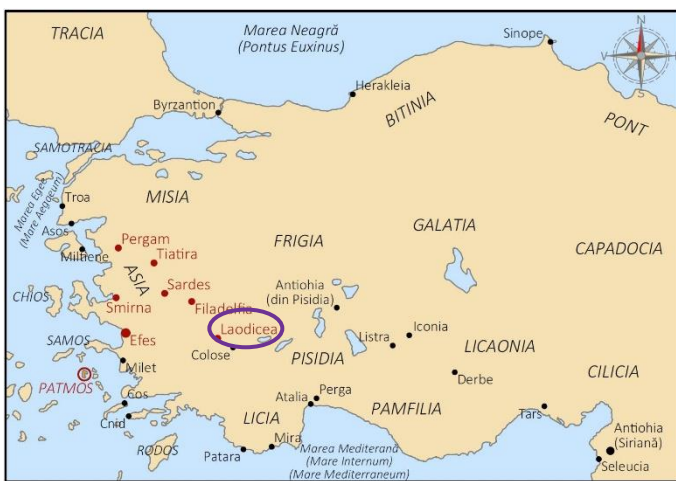 TRACIA
Marea Neagră
(Pontus Euxinus)
Sinope
N
V
E
S
Herakleia
Byrzantion
BITINIA
PONT
SAMOTRACIA
Marea Egee
(Mare Aegaeum)
Troa
MISIA
Asos
Militene
Pergam
Tiatira
FRIGIA
GALATIA
CAPADOCIA
ASIA
Sardes
Antiohia
(din Pisidia)
CHIOS
Smirna
Filadelfia
Efes
Laodicea
Iconia
Listra
SAMOS
Colose
PISIDIA
LICAONIA
Milet
PATMOS
Derbe
CILICIA
Cos
Perga
Atalia
PAMFILIA
Cnid
LICIA
Tars
Antiohia
(Siriană)
RODOS
Mira
Patara
Marea Mediterană
(Mare Internum)
(Mare Mediterraneum)
Seleucia